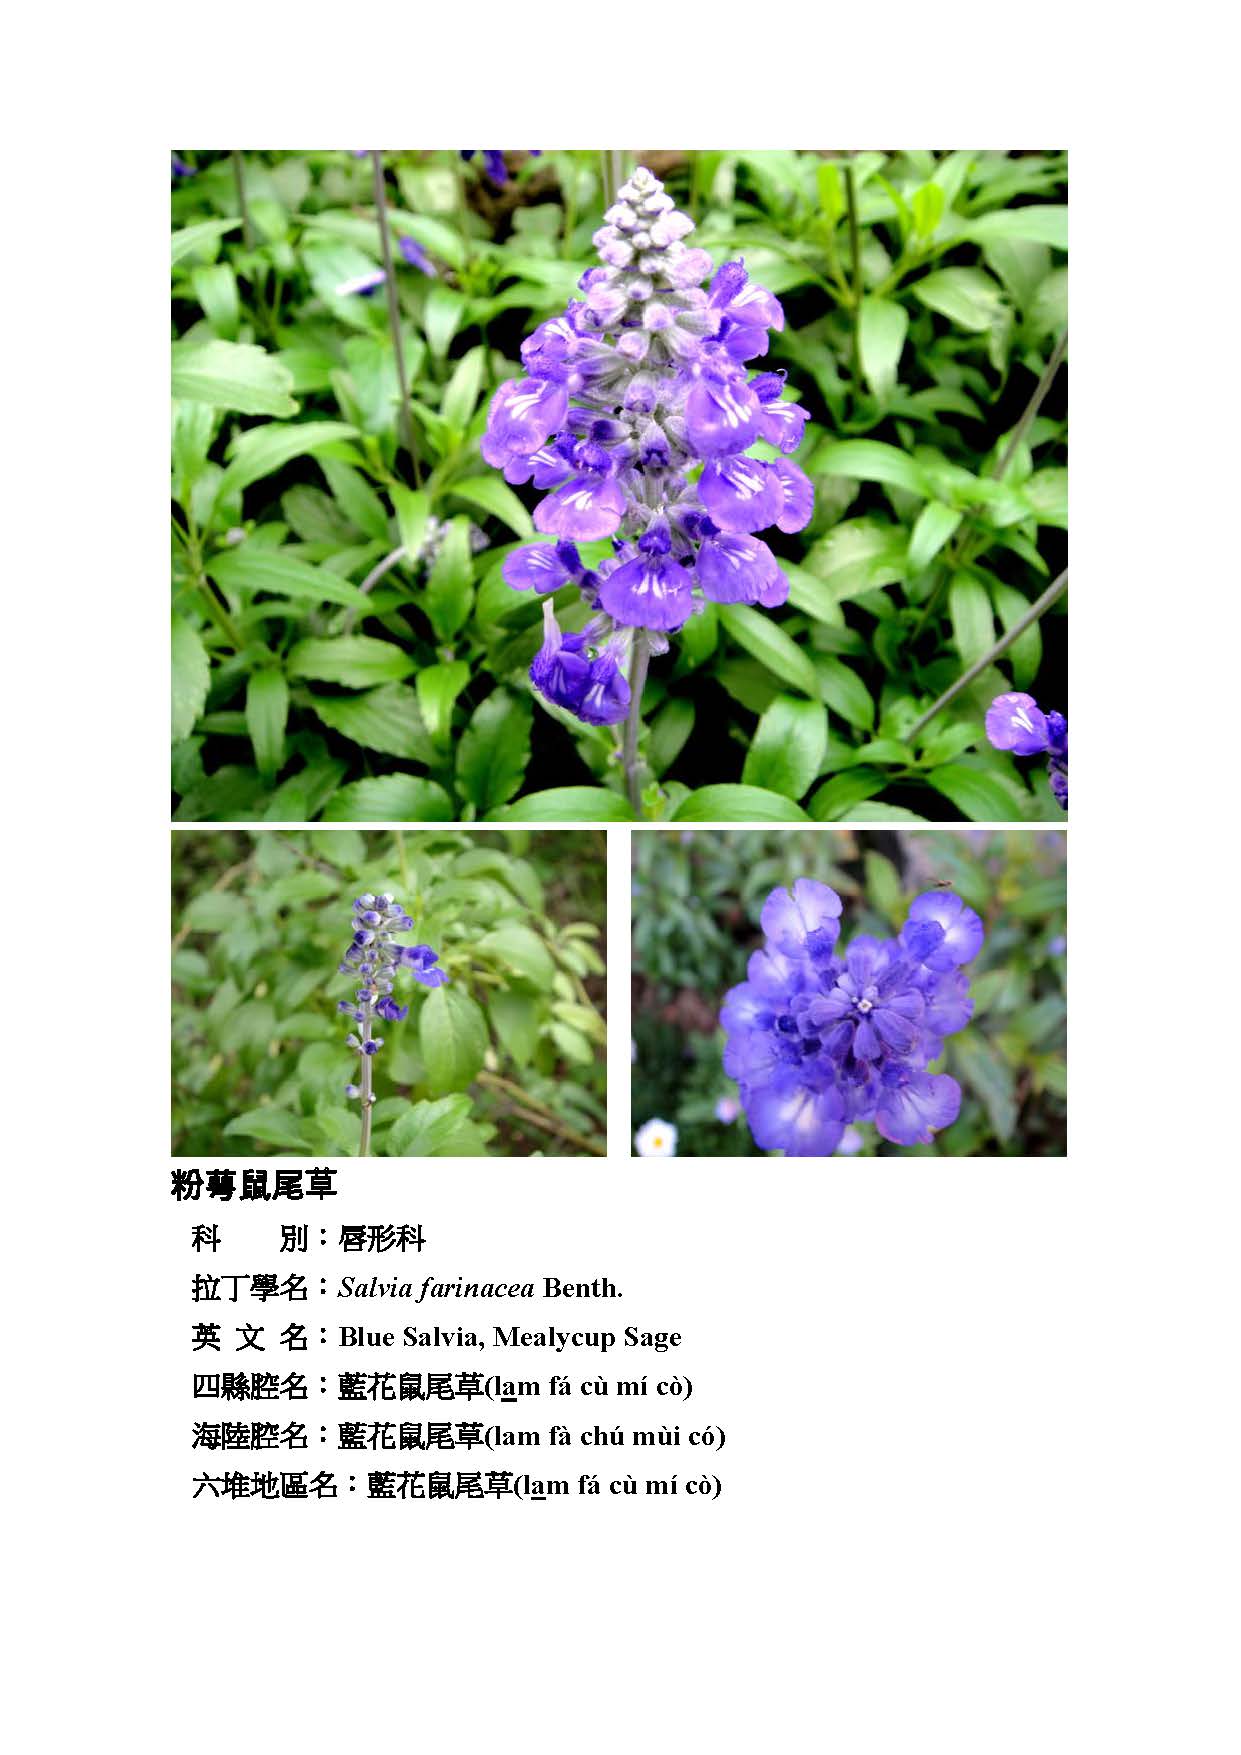 粉萼鼠尾草
科　　別：唇形科
拉丁學名：Salvia farinacea Benth.
英 文 名：Blue Salvia, Mealycup Sage
四縣腔名：藍花鼠尾草(lam fá cù mí cò)
海陸腔名：藍花鼠尾草(lam fà chú mùi có)
六堆地區名：藍花鼠尾草(lam fá cù mí cò)